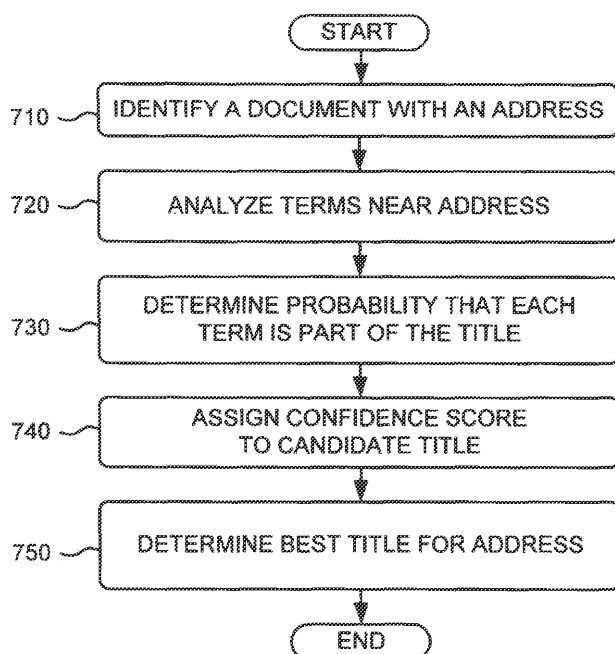 START
710 IDENTIFY A DOCUMENT WITH AN ADDRESS
720 ANALYZE TERMS NEAR ADDRESS
730 DETERMINE PROBABILITY THAT EACH
TERM IS PART OF THE TITLE
740 ASSIGN CONFIDENCE SCORE
TO CANDIDATE TITLE
750 DETERMINE BEST TITLE FOR ADDRESS
END